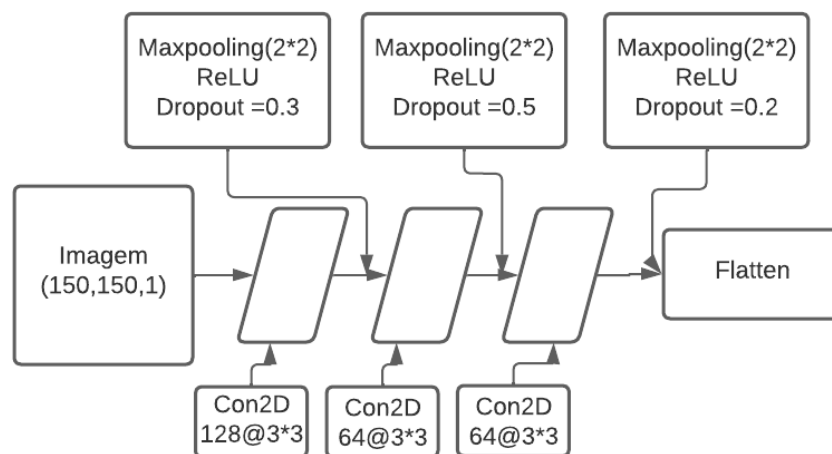 Maxpooling(2*2)
ReLU
Dropout =0.3
Maxpooling(2*2)
ReLU
Dropout =0.5
Maxpooling(2*2)
ReLU
Dropout =0.2
Imagem
(150,150,1)
Flatten
Con2D
128@3*3
Con2D
64@3*3
Con2D
64@3*3